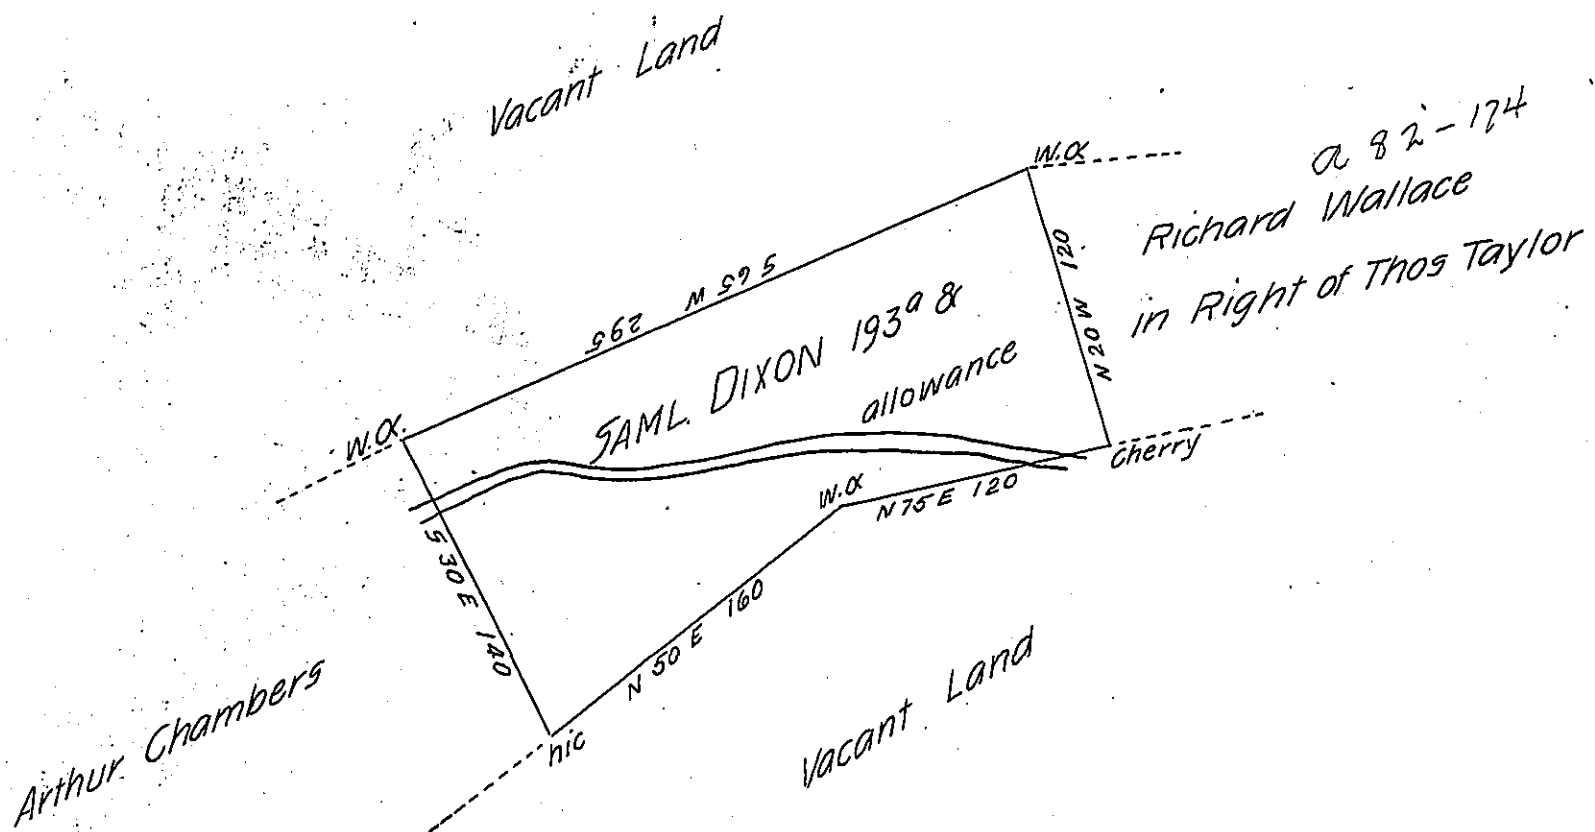 Vacant Land
a 82-174
W.O.
Richard Wallace
in Right of Thos Taylor
S 65 W 295
N 20 W 120
SAML. DIXON 193a &
allowance
W.O.
Cherry
W.O.
N 75 E 120
S 30 E 140
N 50 E 160
hic
Arthur Chambers
Vacant Land